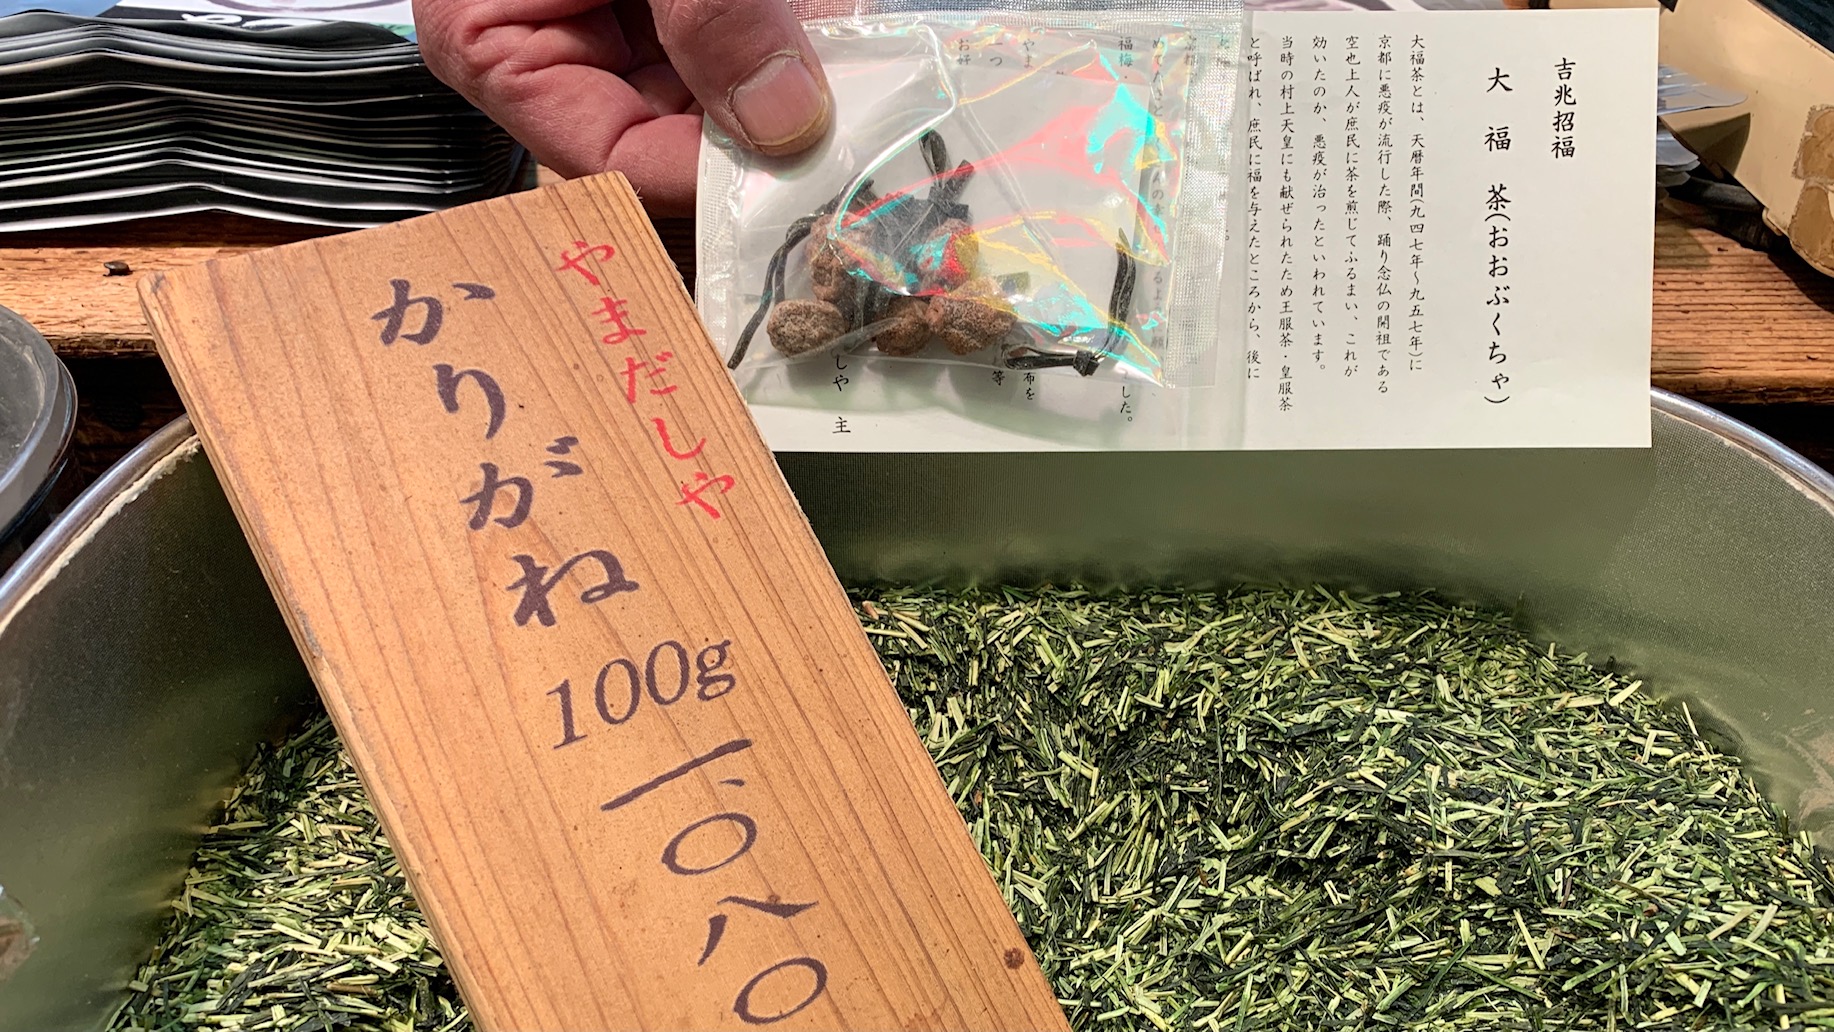 やまだしや
かりがね
100g
一、〇八〇
吉兆招福
大福茶(おおぶくちゃ)
大福茶とは、天暦年間(九四七年～九五七年)に
京都に悪疫が流行した際、踊り念仏の開祖である
空也上人が庶民に茶を煎じてふるまい、これが
効いたのか、悪疫が治ったといわれています。
当時の村上天皇にも献ぜられたため王服茶・皇服茶
と呼ばれ、庶民に福を与えたところから、後に